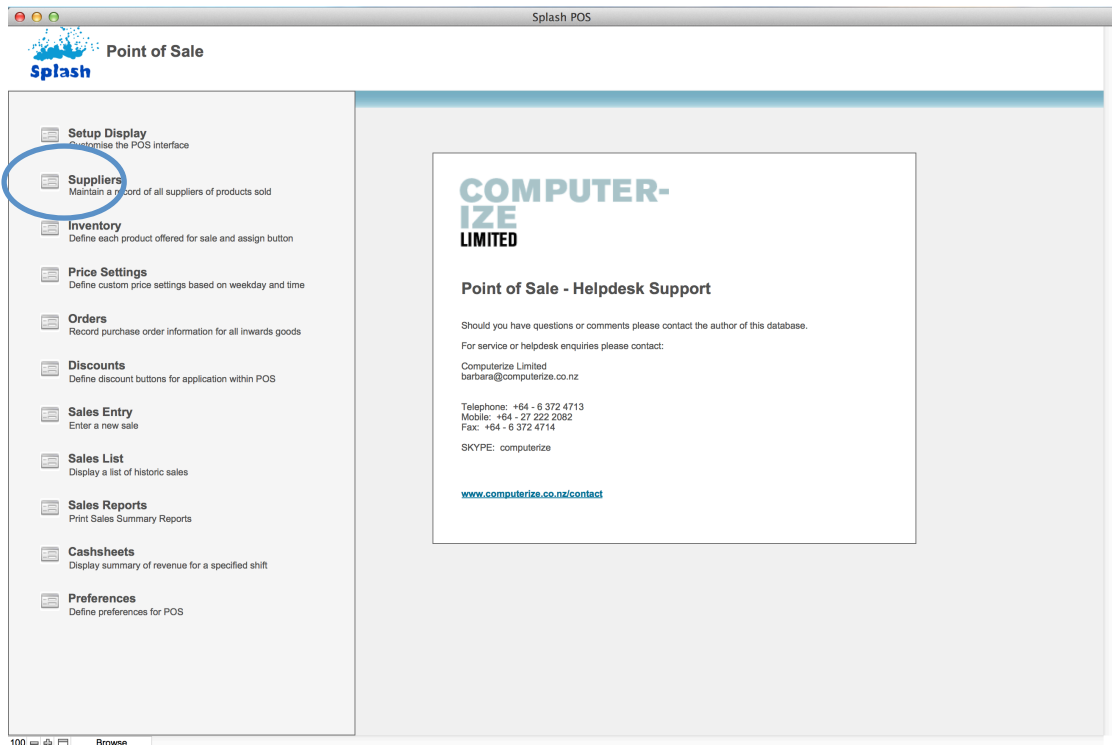 Splash POS
Splash
Point of Sale
Setup Display
Customise the POS interface
Suppliers
Maintain a record of all suppliers of products sold
Inventory
Define each product offered for sale and assign button
Price Settings
Define custom price settings based on weekday and time
Orders
Record purchase order information for all inwards goods
Discounts
Define discount buttons for application within POS
Sales Entry
Enter a new sale
Sales List
Display a list of historic sales
Sales Reports
Print Sales Summary Reports
Cashsheets
Display summary of revenue for a specified shift
Preferences
Define preferences for POS
COMPUTER-
IZE
LIMITED
Point of Sale - Helpdesk Support
Should you have questions or comments please contact the author of this database.
For service or helpdesk enquiries please contact:
Computerize Limited
barbara@computerize.co.nz
Telephone: +64 - 6 372 4713
Mobile: +64 - 27 222 2082
Fax: +64 - 6 372 4714
SKYPE: computerize
www.computerize.co.nz/contact
100 Browse